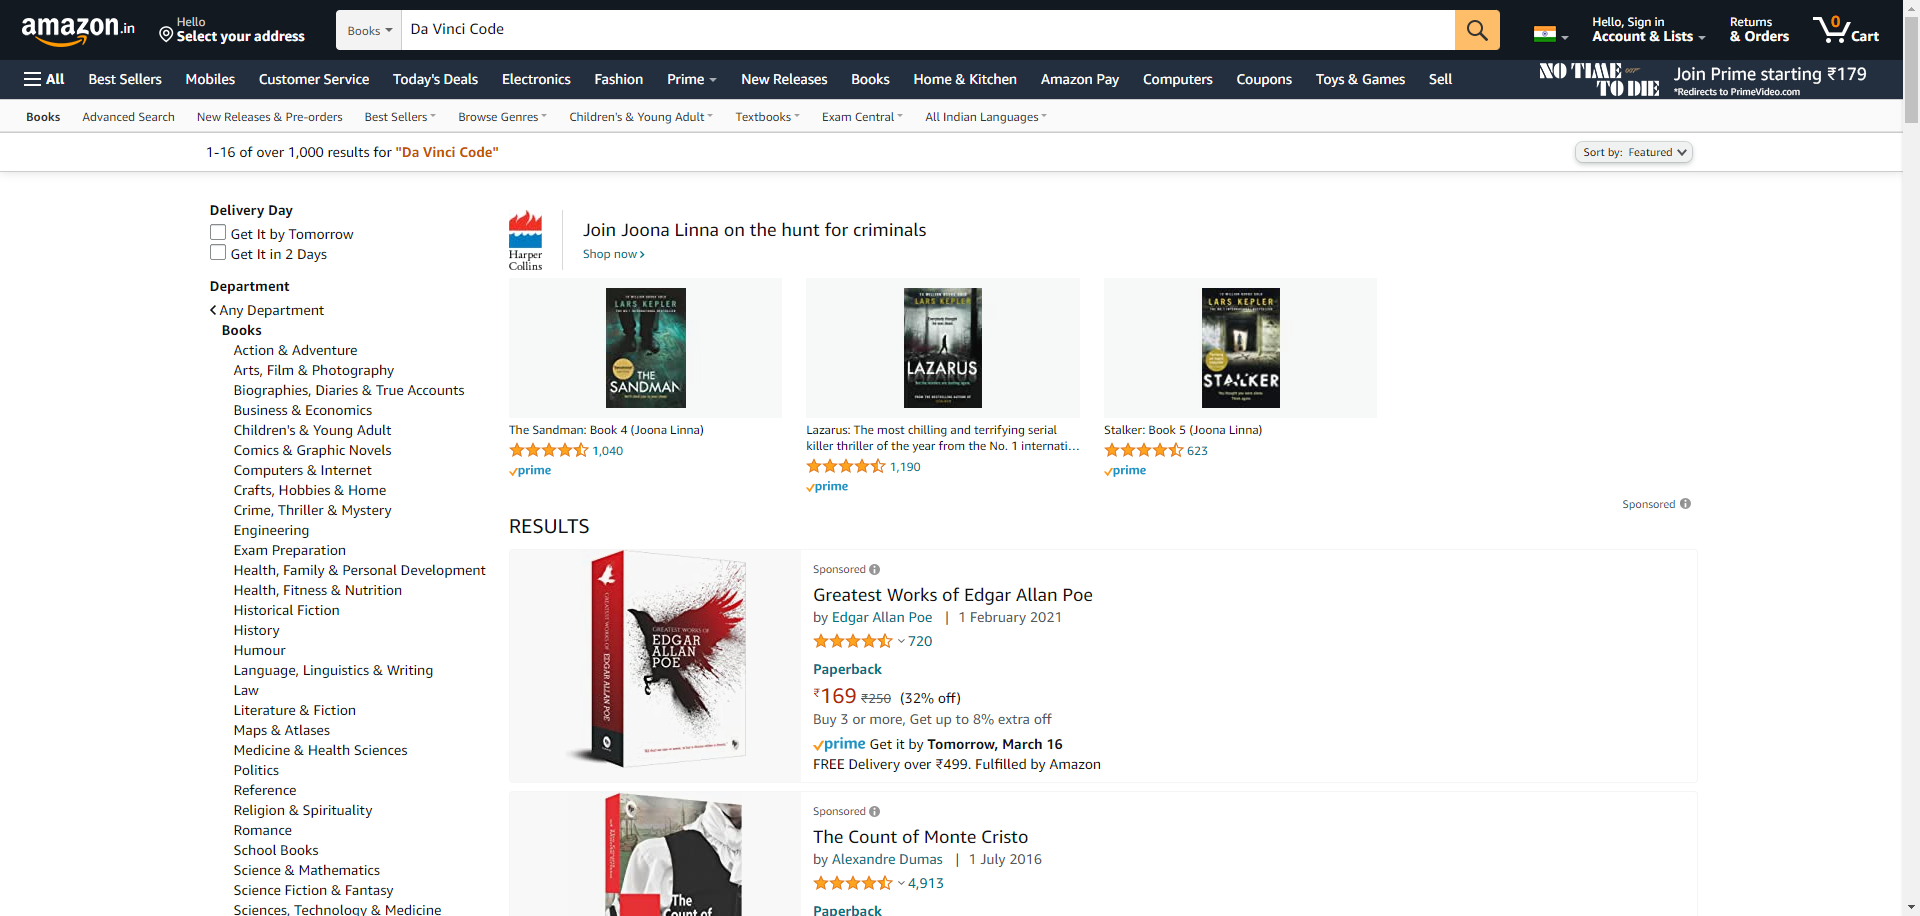 amazon.in
Hello
Select your address
Books
Da Vinci Code
Hello, Sign in
Account & Lists
Returns
& Orders
0
Cart
All
Best Sellers
Mobiles
Customer Service
Today's Deals
Electronics
Fashion
Prime
New Releases
Books
Home & Kitchen
Amazon Pay
Computers
Coupons
Toys & Games
Sell
NO TIME 007
TO DIE
Join Prime starting ₹179
*Redirects to PrimeVideo.com
Books
Advanced Search
New Releases & Pre-orders
Best Sellers
Browse Genres
Children's & Young Adult
Textbooks
Exam Central
All Indian Languages
1-16 of over 1,000 results for "Da Vinci Code"
Sort by: Featured
Delivery Day
Get It by Tomorrow
Get It in 2 Days
Department
Any Department
Books
Action & Adventure
Arts, Film & Photography
Biographies, Diaries & True Accounts
Business & Economics
Children's & Young Adult
Comics & Graphic Novels
Computers & Internet
Crafts, Hobbies & Home
Crime, Thriller & Mystery
Engineering
Exam Preparation
Health, Family & Personal Development
Health, Fitness & Nutrition
Historical Fiction
History
Humour
Language, Linguistics & Writing
Law
Literature & Fiction
Maps & Atlases
Medicine & Health Sciences
Politics
Reference
Religion & Spirituality
Romance
School Books
Science & Mathematics
Science Fiction & Fantasy
Sciences, Technology & Medicine
Harper
Collins
Join Joona Linna on the hunt for criminals
Shop now
LARS KEPLER
THE
SANDMAN
The Sandman: Book 4 (Joona Linna)
1,040
prime
LARS KEPLER
LAZARUS
Lazarus: The most chilling and terrifying serial
killer thriller of the year from the No. 1 internati...
1,190
prime
LARS KEPLER
STALKER
Stalker: Book 5 (Joona Linna)
623
prime
Sponsored
RESULTS
GREATEST WORKS OF EDGAR ALLAN POE
GREATEST WORKS OF
EDGAR
ALLAN
POE
Sponsored
Greatest Works of Edgar Allan Poe
by Edgar Allan Poe | 1 February 2021
720
Paperback
₹169 ₹250 (32% off)
Buy 3 or more, Get up to 8% extra off
prime Get it by Tomorrow, March 16
FREE Delivery over ₹499. Fulfilled by Amazon
The
Count of
Sponsored
The Count of Monte Cristo
by Alexandre Dumas | 1 July 2016
4,913
Paperback